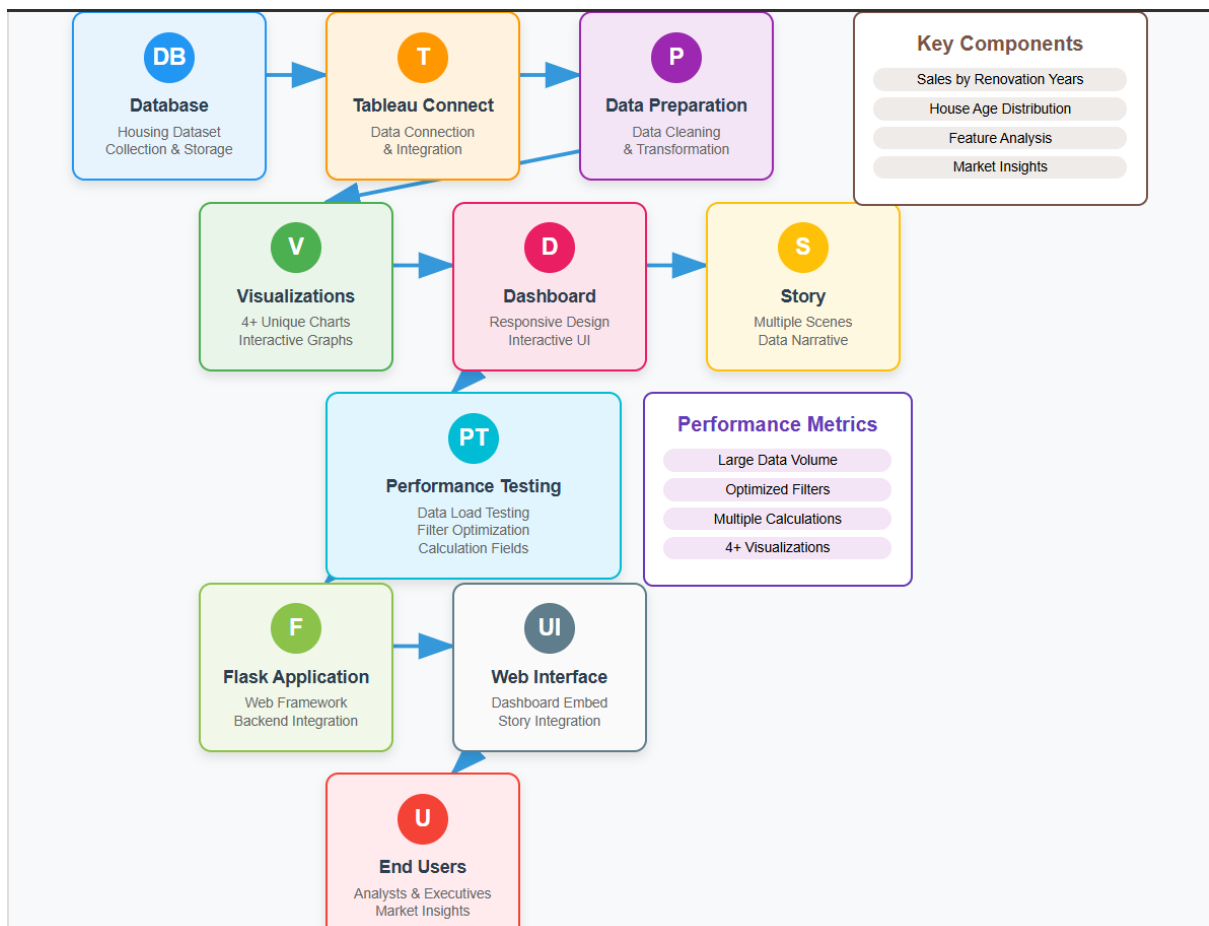 DB
Database
Housing Dataset
Collection & Storage
T
Tableau Connect
Data Connection
& Integration
P
Data Preparation
Data Cleaning
& Transformation
Key Components
Sales by Renovation Years
House Age Distribution
Feature Analysis
Market Insights
V
Visualizations
4+ Unique Charts
Interactive Graphs
D
Dashboard
Responsive Design
Interactive UI
S
Story
Multiple Scenes
Data Narrative
PT
Performance Testing
Data Load Testing
Filter Optimization
Calculation Fields
Performance Metrics
Large Data Volume
Optimized Filters
Multiple Calculations
4+ Visualizations
F
Flask Application
Web Framework
Backend Integration
UI
Web Interface
Dashboard Embed
Story Integration
U
End Users
Analysts & Executives
Market Insights